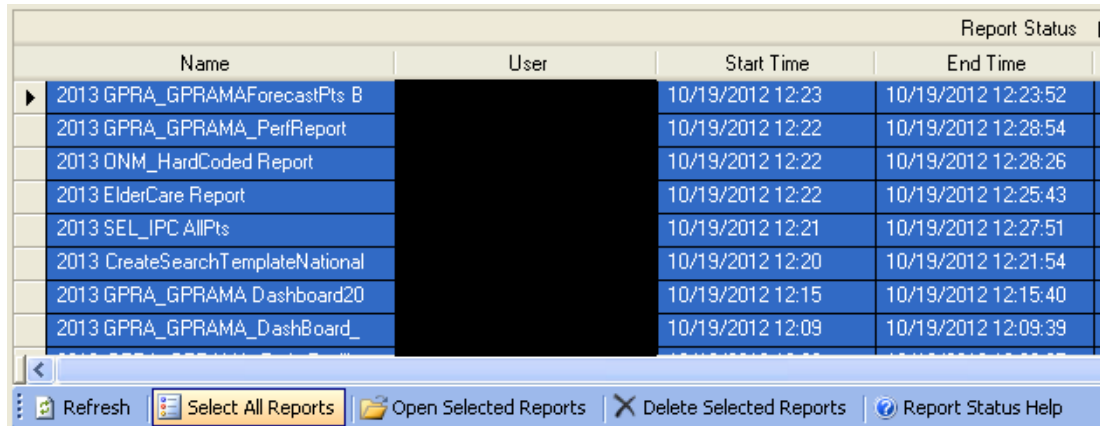 Report Status
Name User Start Time End Time
2013 GPRA_GPRAMAForecastPts B 10/19/2012 12:23 10/19/2012 12:23:52
2013 GPRA_GPRAMA_PerfReport 10/19/2012 12:22 10/19/2012 12:28:54
2013 ONM_HardCoded Report 10/19/2012 12:22 10/19/2012 12:28:26
2013 ElderCare Report 10/19/2012 12:22 10/19/2012 12:25:43
2013 SEL_IPC AllPts 10/19/2012 12:21 10/19/2012 12:27:51
2013 CreateSearchTemplateNational 10/19/2012 12:20 10/19/2012 12:21:54
2013 GPRA_GPRAMA Dashboard20 10/19/2012 12:15 10/19/2012 12:15:40
2013 GPRA_GPRAMA_DashBoard_ 10/19/2012 12:09 10/19/2012 12:09:39
Refresh Select All Reports Open Selected Reports Delete Selected Reports Report Status Help